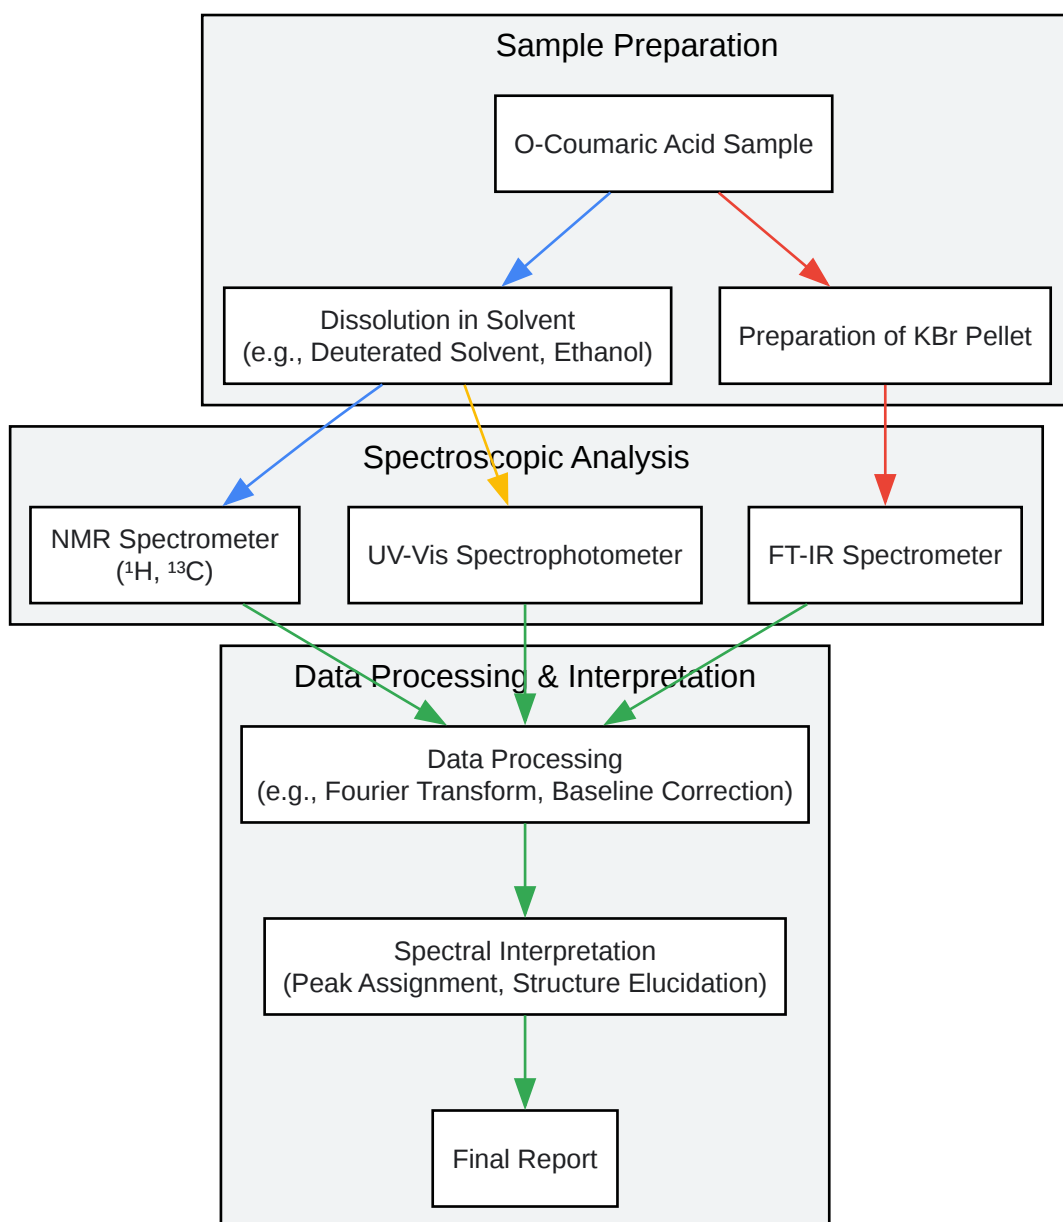 Sample Preparation
O-Coumaric Acid Sample
Dissolution in Solvent
(e.g., Deuterated Solvent, Ethanol)
Preparation of KBr Pellet
Spectroscopic Analysis
NMR Spectrometer
(¹H, ¹³C)
UV-Vis Spectrophotometer
FT-IR Spectrometer
Data Processing & Interpretation
Data Processing
(e.g., Fourier Transform, Baseline Correction)
Spectral Interpretation
(Peak Assignment, Structure Elucidation)
Final Report